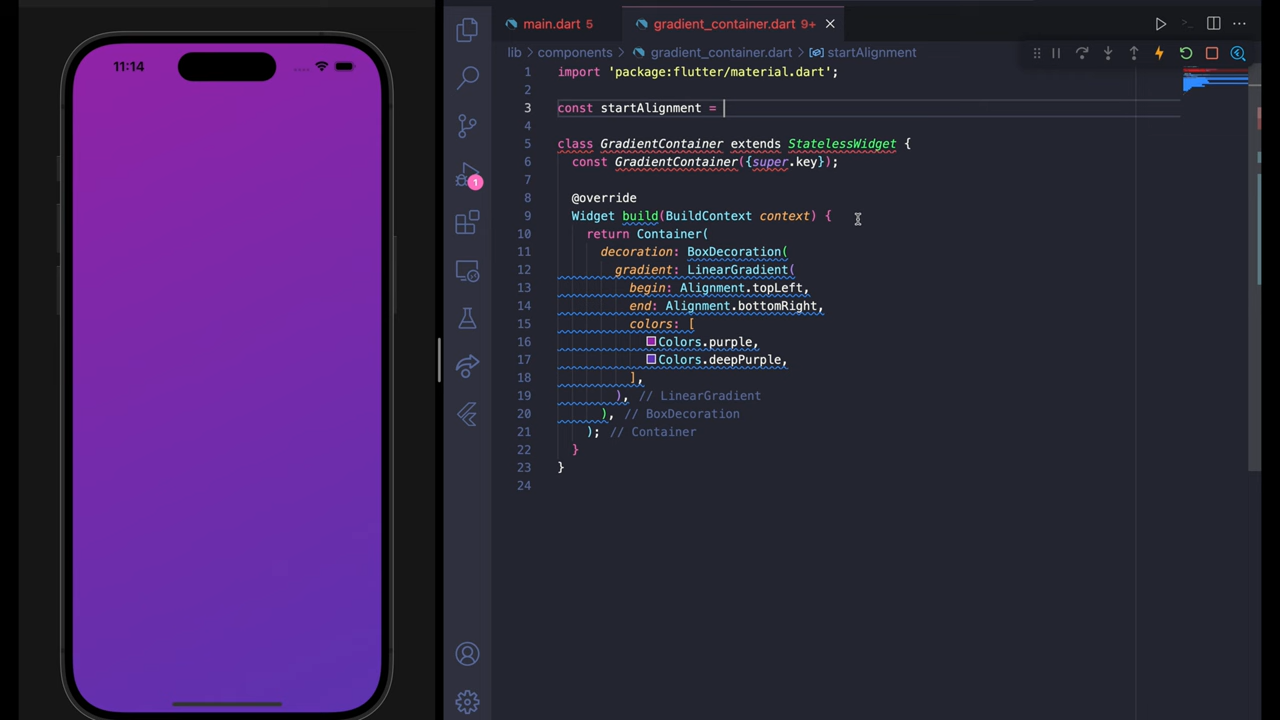 11:14
main.dart 5
gradient_container.dart 9+
lib > components > gradient_container.dart > startAlignment
1
1 import 'package:flutter/material.dart';
2
3 const startAlignment =
4
5 class GradientContainer extends StatelessWidget {
6 const GradientContainer({super.key});
7
8 @override
9 Widget build(BuildContext context) {
10 return Container(
11 decoration: BoxDecoration(
12 gradient: LinearGradient(
13 begin: Alignment.topLeft,
14 end: Alignment.bottomRight,
15 colors: [
16 Colors.purple,
17 Colors.deepPurple,
18 ],
19 ), // LinearGradient
20 ), // BoxDecoration
21 ); // Container
22 }
23 }
24